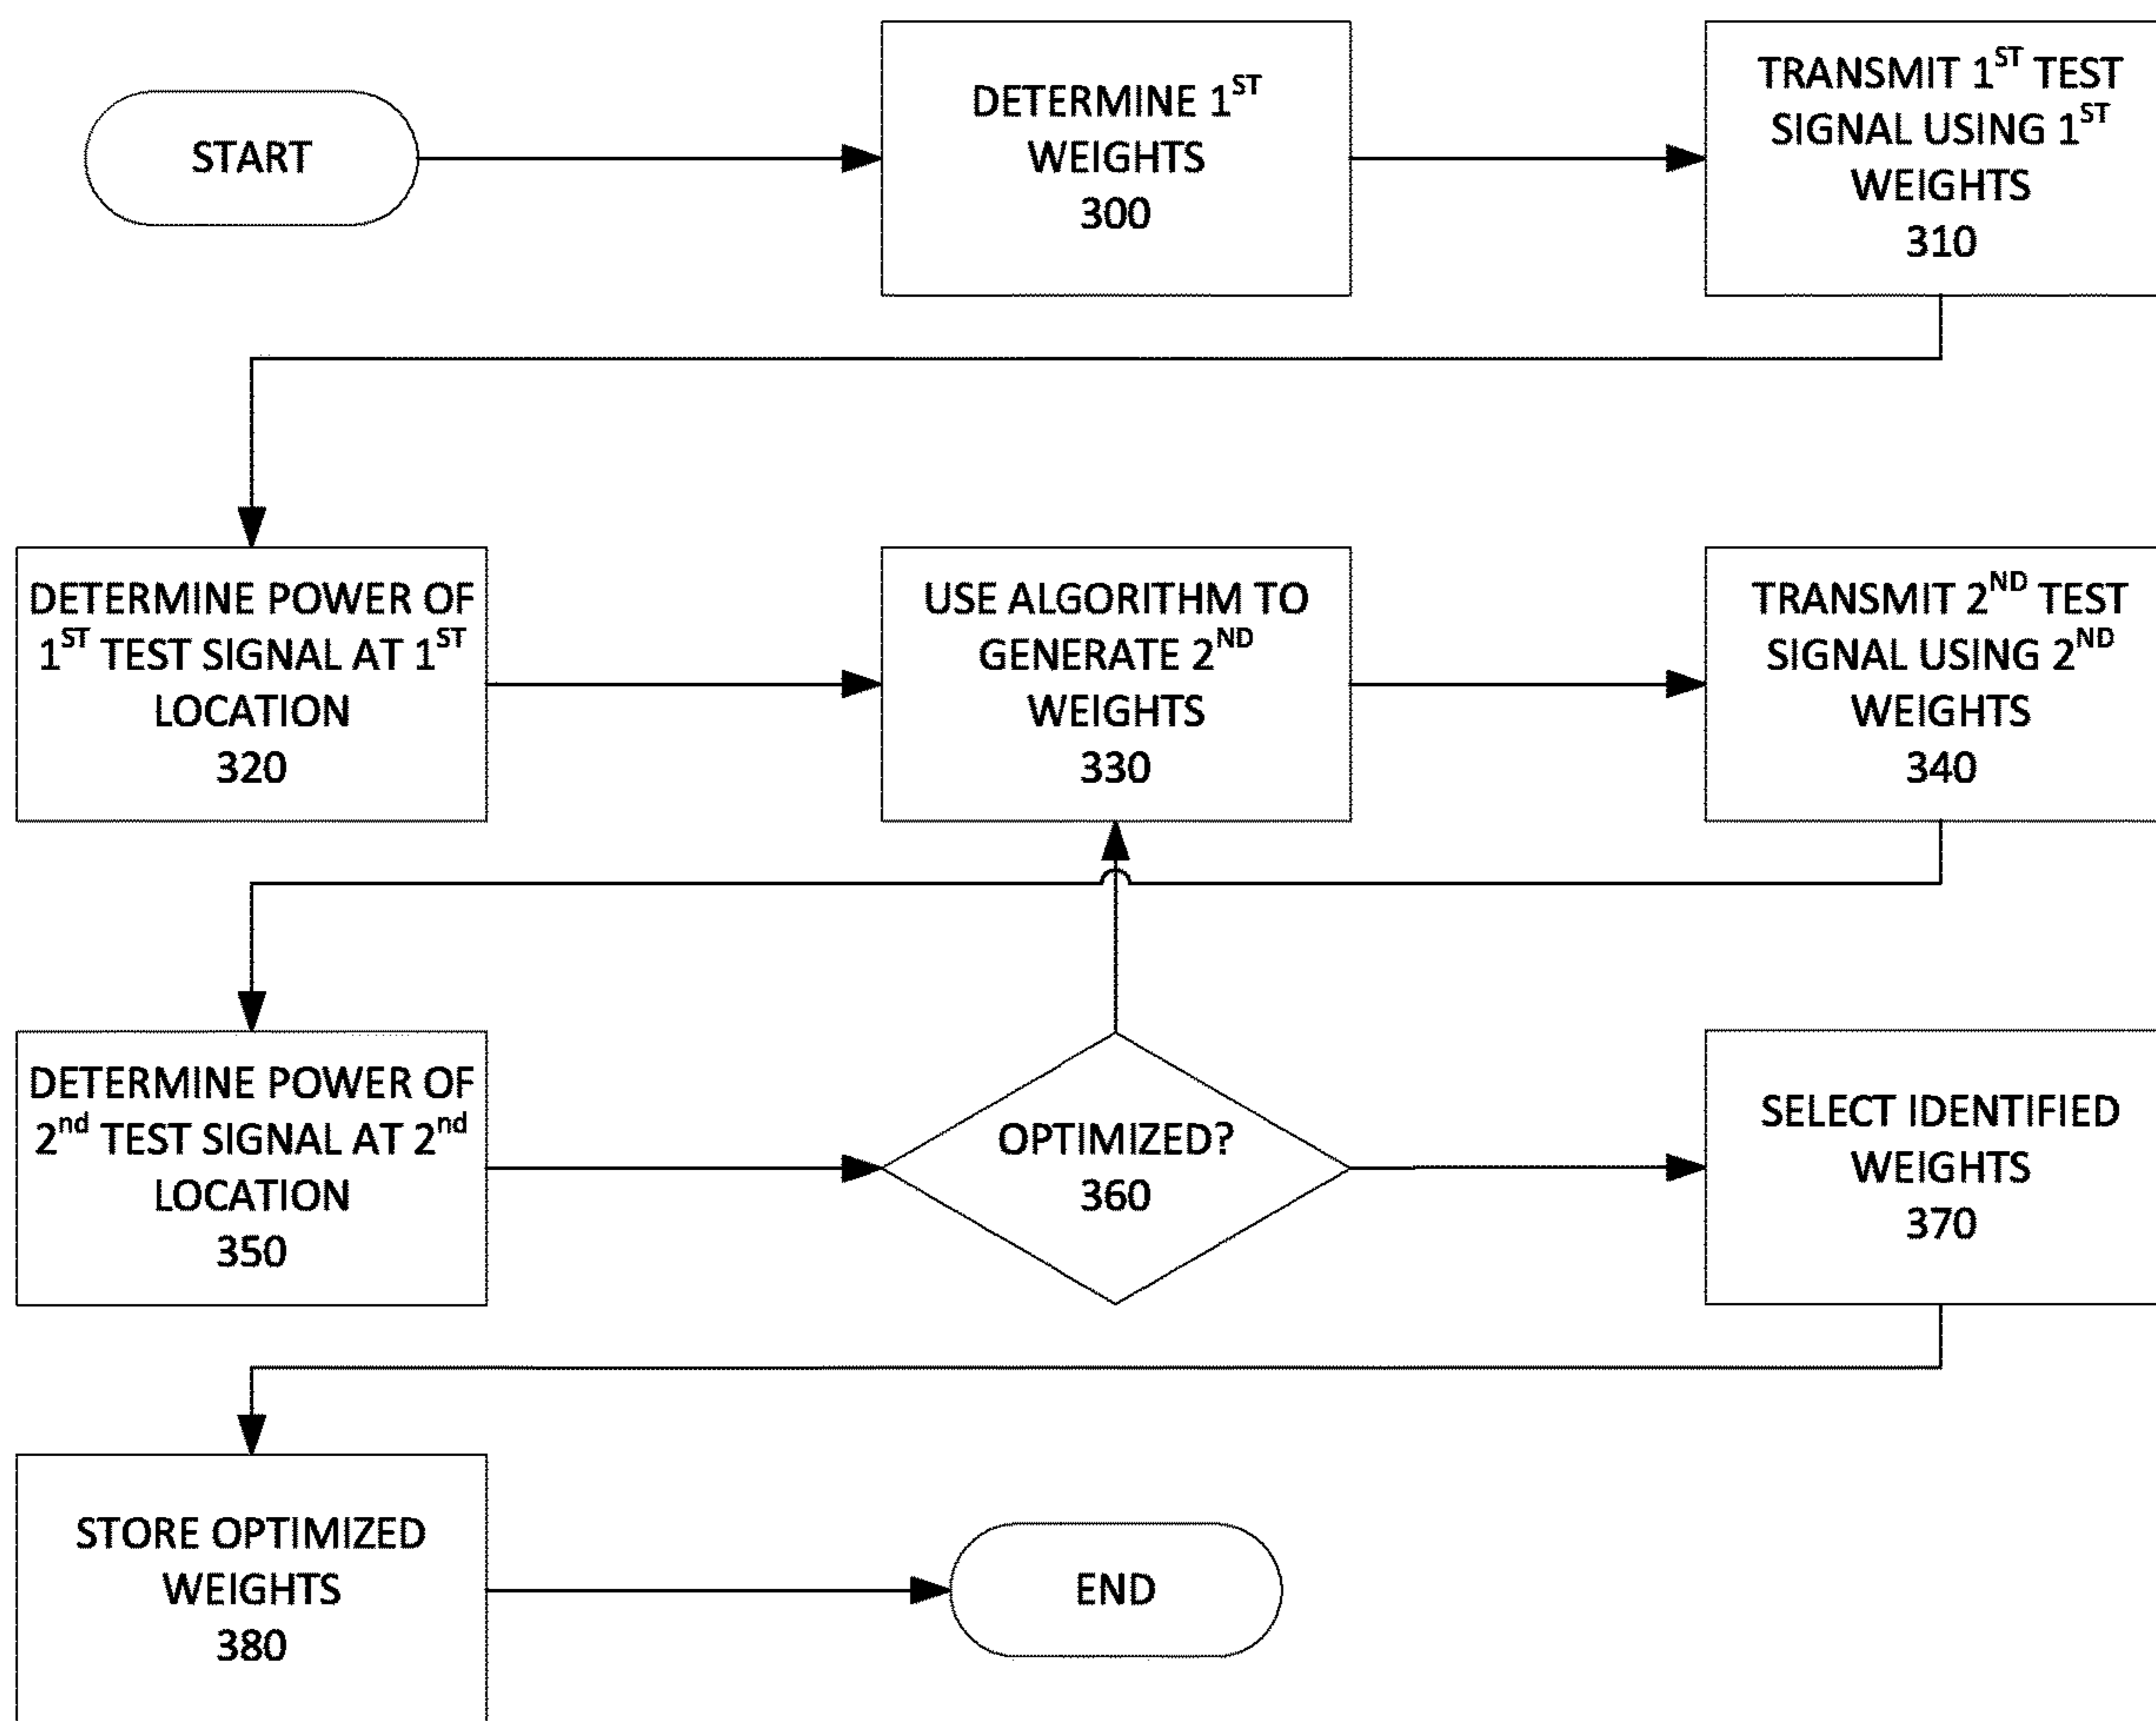 START
DETERMINE 1ST
WEIGHTS
300
TRANSMIT 1ST TEST
SIGNAL USING 1ST
WEIGHTS
310
DETERMINE POWER OF
1ST TEST SIGNAL AT 1ST
LOCATION
320
USE ALGORITHM TO
GENERATE 2ND
WEIGHTS
330
TRANSMIT 2ND TEST
SIGNAL USING 2ND
WEIGHTS
340
DETERMINE POWER OF
2nd TEST SIGNAL AT 2nd
LOCATION
350
OPTIMIZED?
360
SELECT IDENTIFIED
WEIGHTS
370
STORE OPTIMIZED
WEIGHTS
380
END